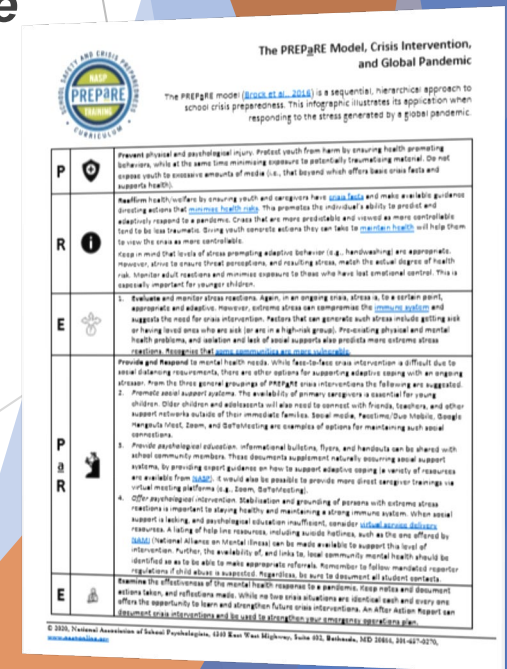 e
The PREPaRE Model, Crisis Intervention,
and Global Pandemic
SCHOOL SAFETY AND CRISIS PREPAREDNESS
NASP
PREPaRE
TRAINING
CURRICULUM
The PREPaRE model (Brock et al., 2016) is a sequential, hierarchical approach to
school crisis preparedness. This infographic illustrates its application when
responding to the stress generated by a global pandemic.
P
Prevent physical and psychological injury. Protect youth from harm by ensuring health promoting
behaviors, while at the same time minimizing exposure to potentially traumatizing material. Do not
expose youth to excessive amounts of media (i.e., that beyond which offers basic crisis facts and
supports health).
R
Reaffirm health/welfare by ensuring youth and caregivers have crisis facts and make available guidance
directing actions that minimize health risks. This promotes the individual's ability to predict and
adaptively respond to a pandemic. Crises that are more predictable and viewed as more controllable
tend to be less traumatic. Giving youth concrete actions they can take to maintain health will help them
to view the crisis as more controllable.
Keep in mind that levels of stress promoting adaptive behavior (e.g., handwashing) are appropriate.
However, strive to ensure threat perceptions, and resulting stress, match the actual degree of health
risk. Monitor adult reactions and minimize exposure to those who have lost emotional control. This is
especially important for younger children.
E
1. Evaluate and monitor stress reactions. Again, in an ongoing crisis, stress is, to a certain point,
appropriate and adaptive. However, extreme stress can compromise the immune system and
suggests the need for crisis intervention. Factors that can generate such stress include getting sick
or having loved ones who are sick (or are in a high-risk group). Pre-existing physical and mental
health problems, and isolation and lack of social supports also predicts more extreme stress
reactions. Recognize that some communities are more vulnerable.
P
a
R
Provide and Respond to mental health needs. While face-to-face crisis intervention is difficult due to
social distancing requirements, there are other options for supporting adaptive coping with an ongoing
stressor. From the three general groupings of PREPaRE crisis interventions the following are suggested.
2. Promote social support systems. The availability of primary caregivers is essential for young
children. Older children and adolescents will also need to connect with friends, teachers, and other
support networks outside of their immediate families. Social media, Facetime/Duo Mobile, Google
Hangouts Meet, Zoom, and GoToMeeting are examples of options for maintaining such social
connections.
3. Provide psychological education. Informational bulletins, flyers, and handouts can be shared with
school community members. These documents supplement naturally occurring social support
systems, by providing expert guidance on how to support adaptive coping (a variety of resources
are available from NASP). It would also be possible to provide more direct caregiver trainings via
virtual meeting platforms (e.g., Zoom, GoToMeeting).
4. Offer psychological intervention. Stabilization and grounding of persons with extreme stress
reactions is important to staying healthy and maintaining a strong immune system. When social
support is lacking, and psychological education insufficient, consider virtual service delivery
resources. A listing of help line resources, including suicide hotlines, such as the one offered by
NAMI (National Alliance on Mental Illness) can be made available to support this level of
intervention. Further, the availability of, and links to, local community mental health should be
identified so as to be able to make appropriate referrals. Remember to follow mandated reporter
regulations if child abuse is suspected. Regardless, be sure to document all student contacts.
E
Examine the effectiveness of the mental health response to a pandemic. Keep notes and document
actions taken, and reflections made. While no two crisis situations are identical each and every one
offers the opportunity to learn and strengthen future crisis interventions. An After Action Report can
document crisis interventions and be used to strengthen your emergency operations plan.
© 2020, National Association of School Psychologists, 4340 East West Highway, Suite 402, Bethesda, MD 20814, 301-657-0270,
www.nasponline.org